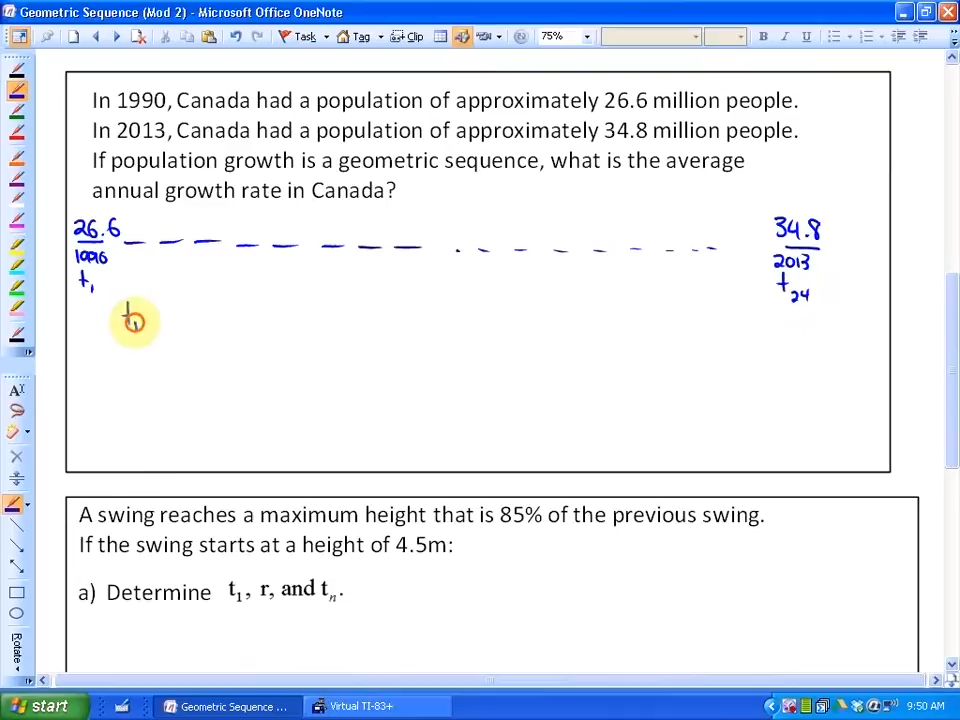 Geometric Sequence (Mod 2) - Microsoft Office OneNote
Task Tag Clip 75% B I U
In 1990, Canada had a population of approximately 26.6 million people.
In 2013, Canada had a population of approximately 34.8 million people.
If population growth is a geometric sequence, what is the average
annual growth rate in Canada?
26.6 34.8
1990 2013
t1 t24
t
A swing reaches a maximum height that is 85% of the previous swing.
If the swing starts at a height of 4.5m:
a) Determine t1, r, and tn.
A
Rotate
start Geometric Sequence ... Virtual TI-83+ 9:50 AM